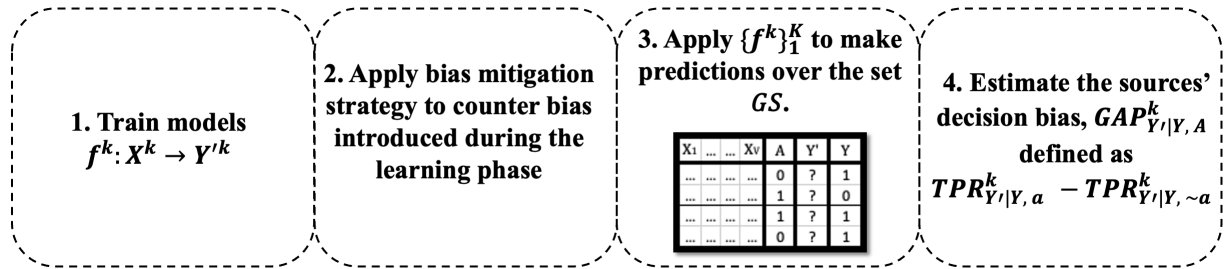 1. Train models
f^k: X^k → Y'^k
2. Apply bias mitigation
strategy to counter bias
introduced during the
learning phase
3. Apply {f^k}_1^K to make
predictions over the set
GS.
X1 ... ... XV A Y' Y
... ... ... ... 0 ? 1
... ... ... ... 1 ? 0
... ... ... ... 1 ? 1
... ... ... ... 0 ? 1
4. Estimate the sources'
decision bias, GAP^k_{Y'|Y, A}
defined as
TPR^k_{Y'|Y, a} − TPR^k_{Y'|Y, ~a}